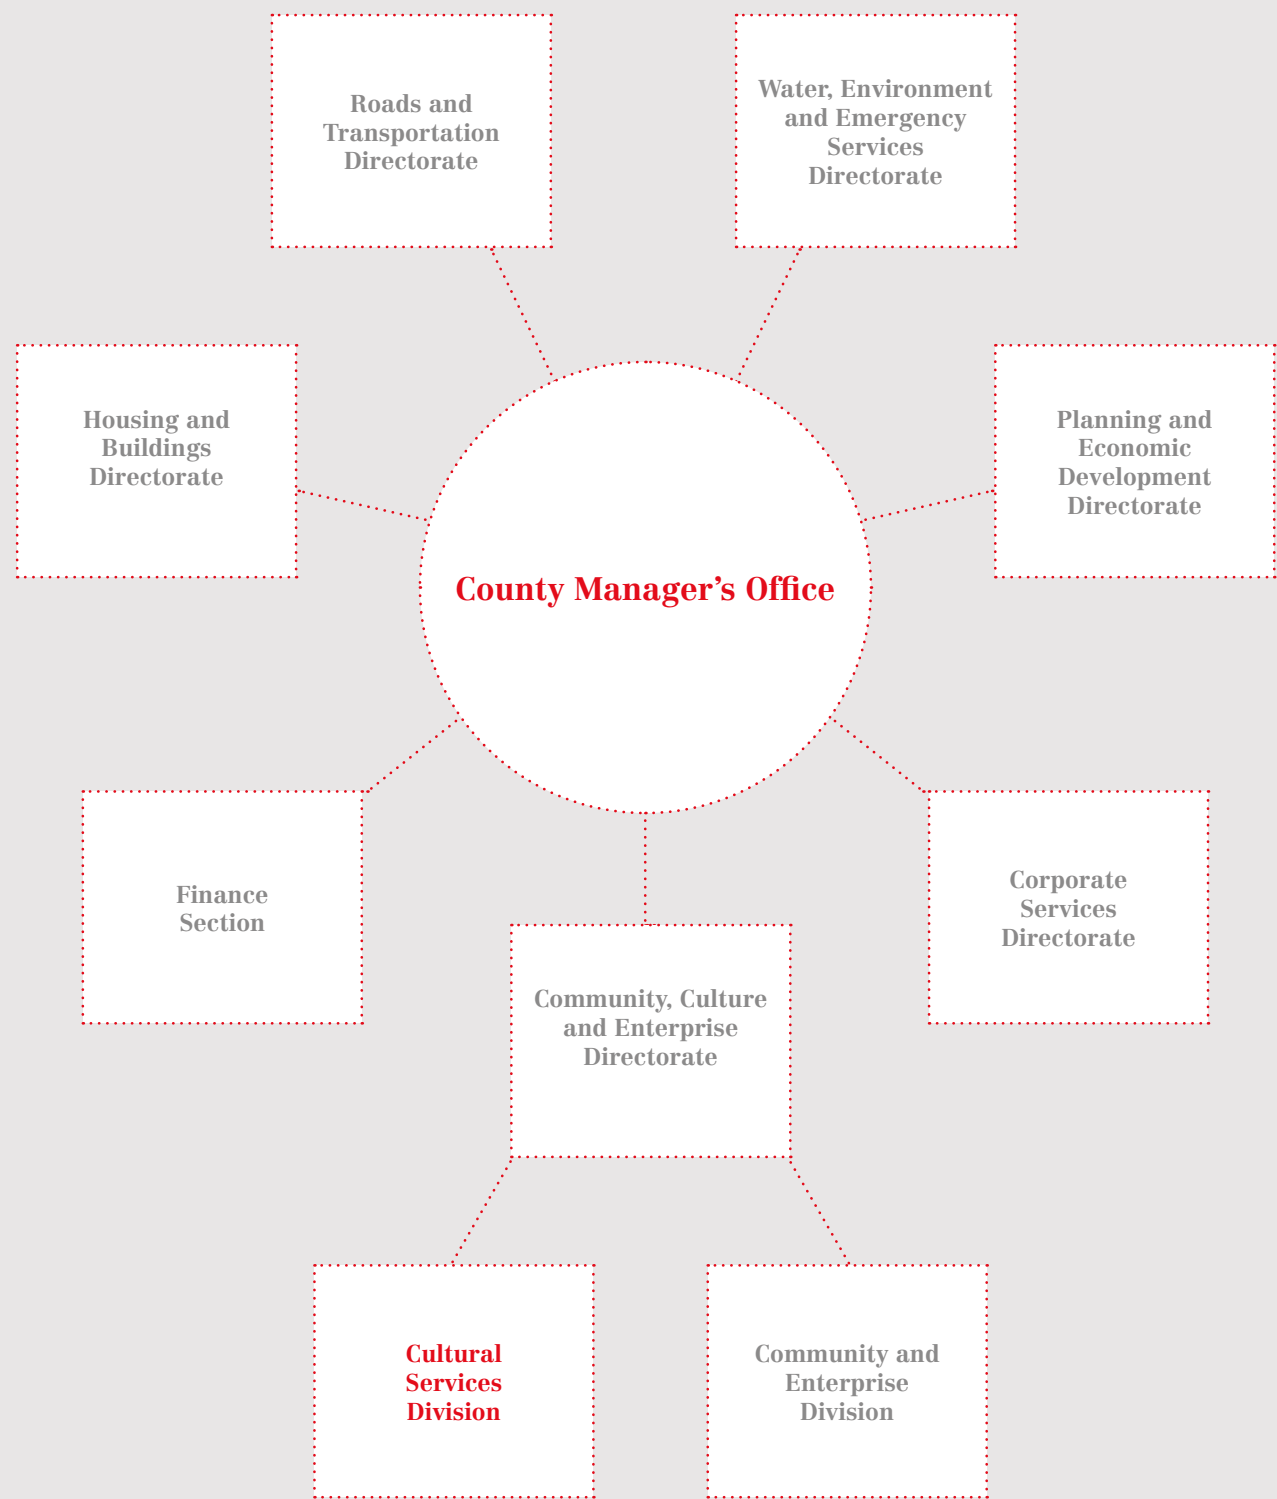 Roads and
Transportation
Directorate
Water, Environment
and Emergency
Services
Directorate
Housing and
Buildings
Directorate
Planning and
Economic
Development
Directorate
County Manager’s Office
Finance
Section
Corporate
Services
Directorate
Community, Culture
and Enterprise
Directorate
Cultural
Services
Division
Community and
Enterprise
Division